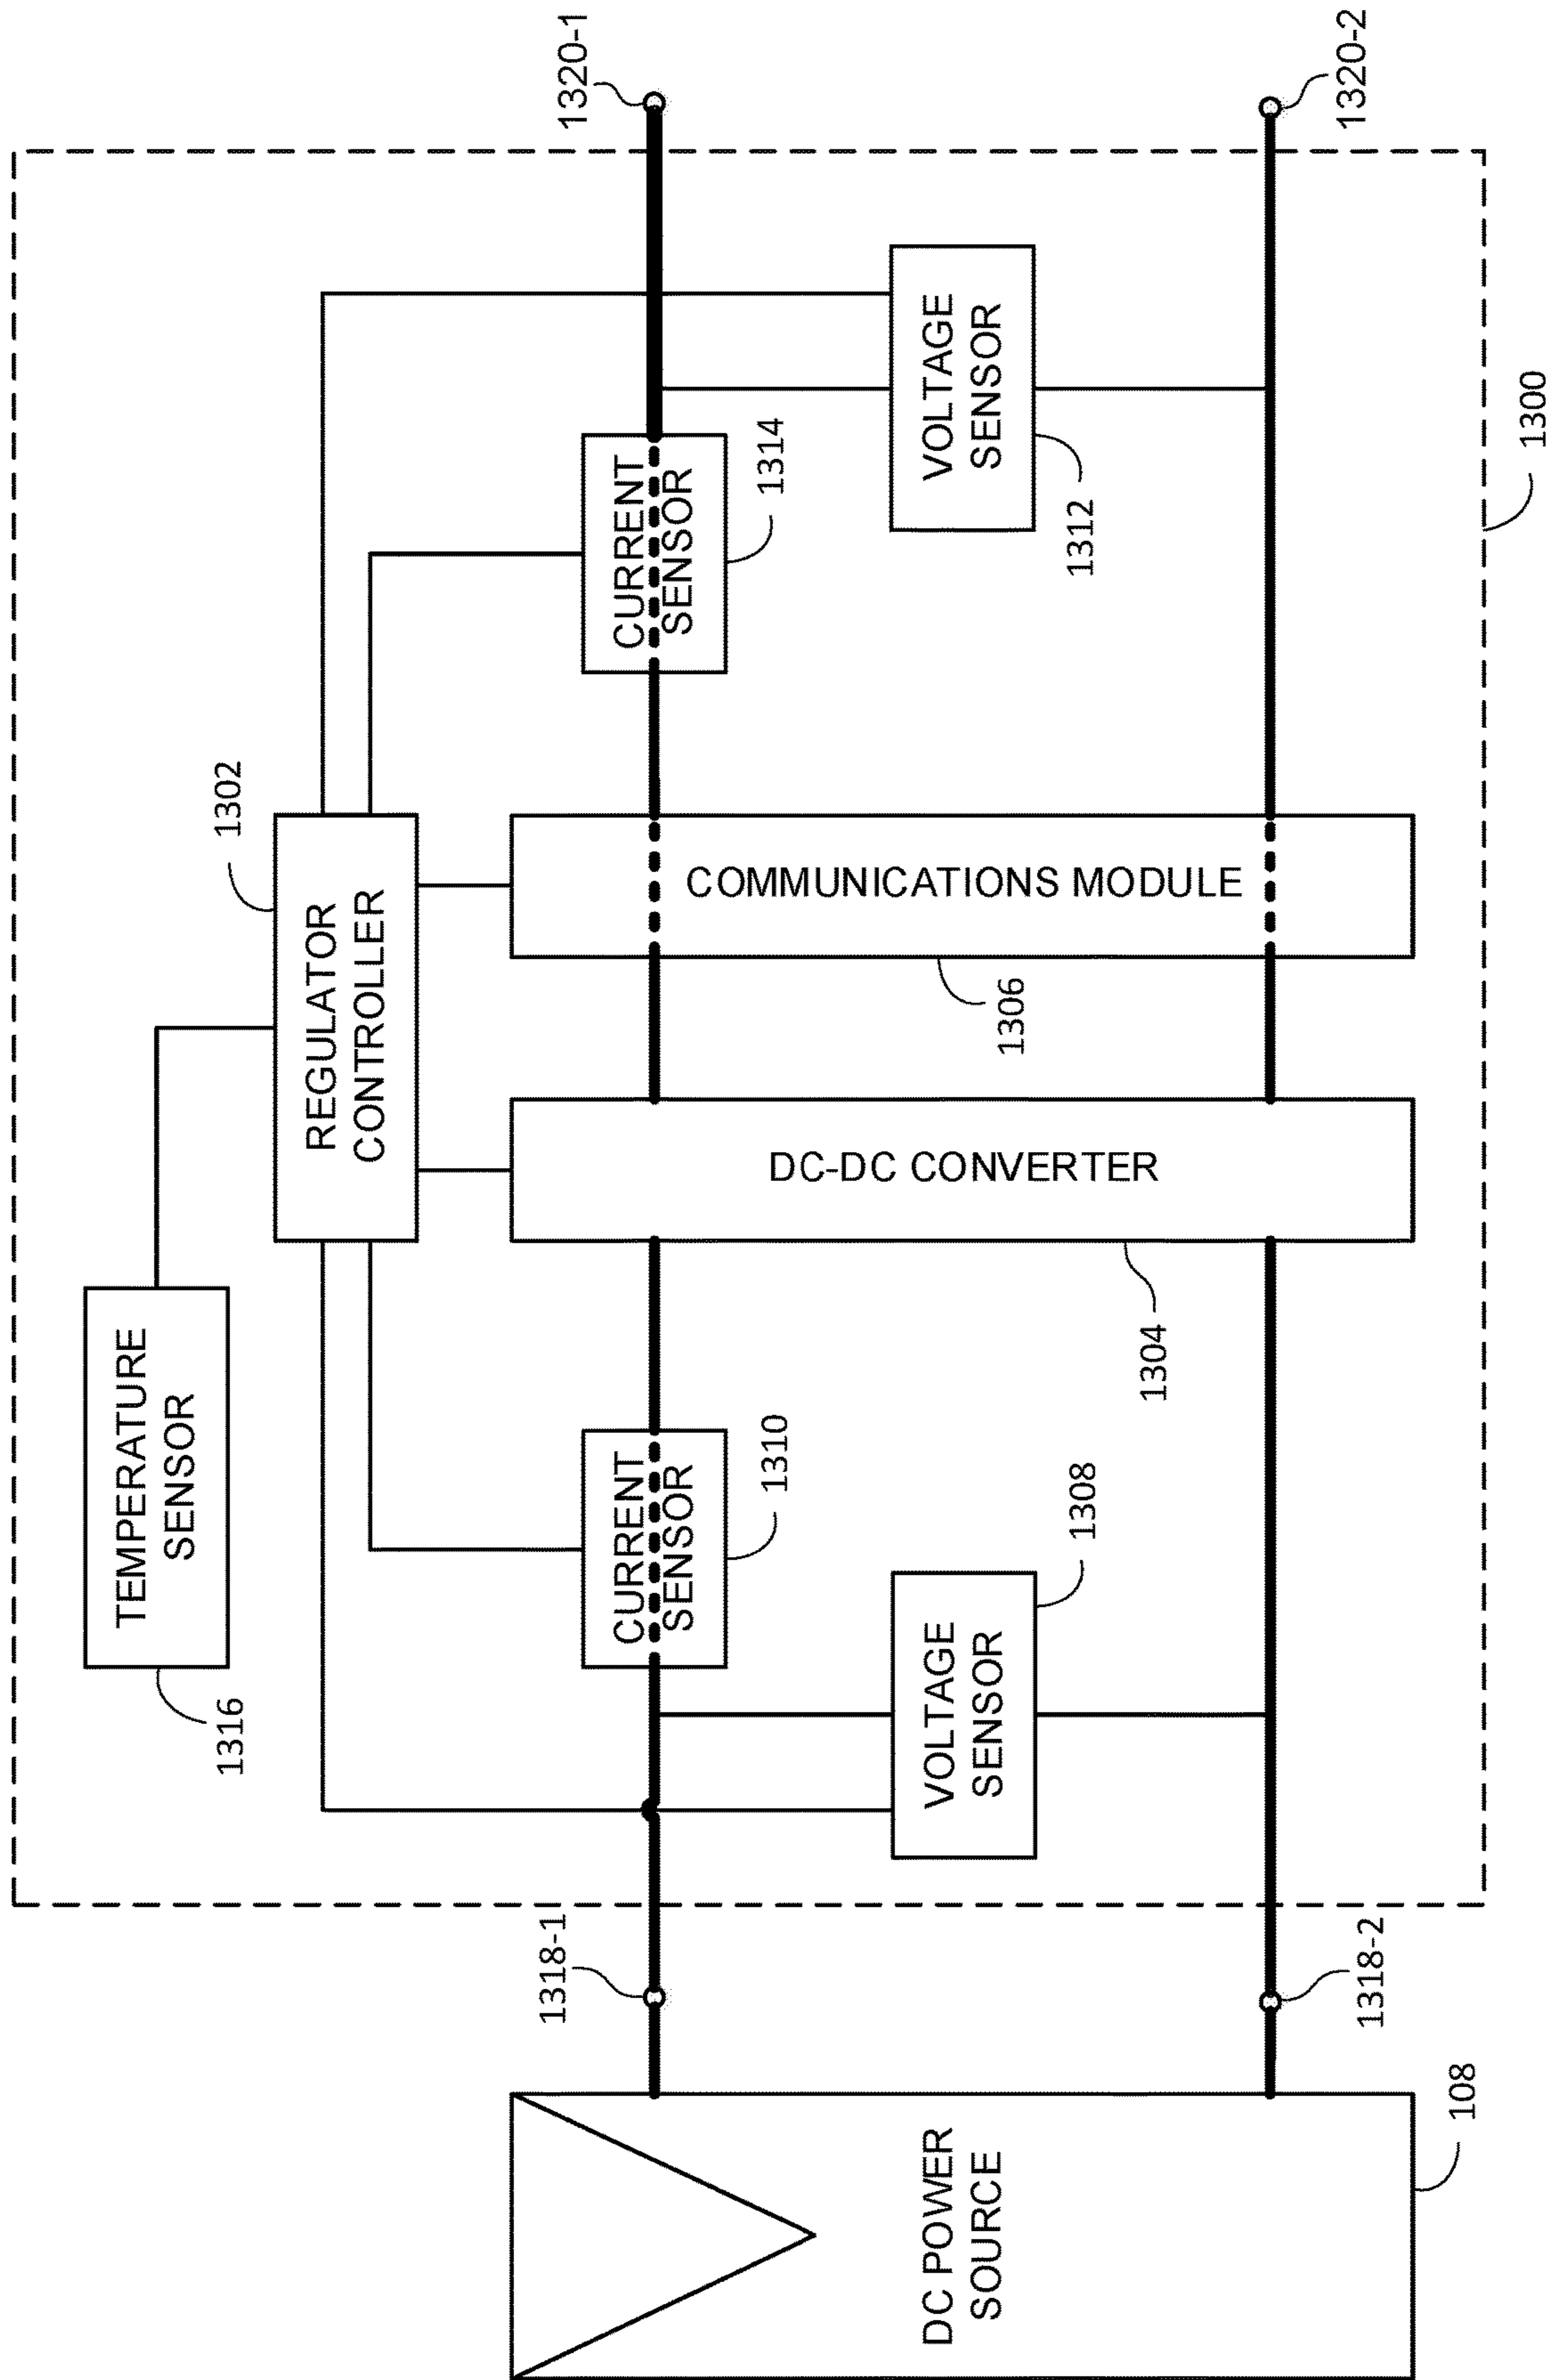 TEMPERATURE
SENSOR
1316
REGULATOR
CONTROLLER
1302
1318-1
1320-1
CURRENT
SENSOR
1310
CURRENT
SENSOR
1314
DC POWER
SOURCE
108
VOLTAGE
SENSOR
1308
DC-DC CONVERTER
1304
COMMUNICATIONS MODULE
1306
VOLTAGE
SENSOR
1312
1318-2
1320-2
1300